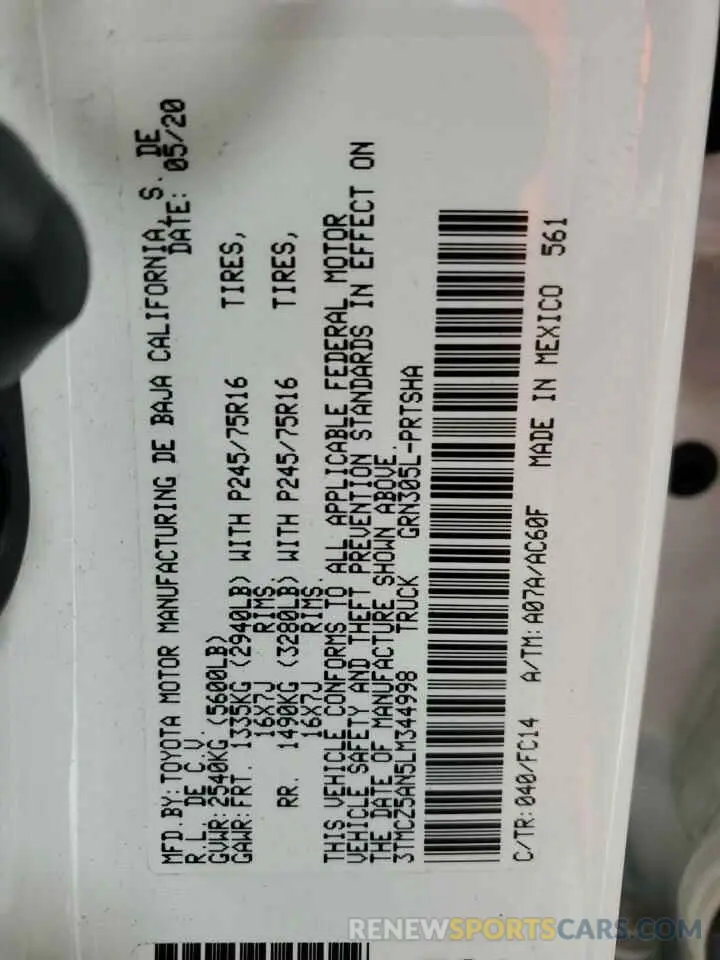 MFD.BY:TOYOTA MOTOR MANUFACTURING DE BAJA CALIFORNIA, S. DE
R.L. DE C.V. DATE: 05/20
GVWR:2540KG (5600LB)
GAWR:FRT. 1335KG (2940LB) WITH P245/75R16 TIRES,
16X7J RIMS.
RR. 1490KG (3280LB) WITH P245/75R16 TIRES,
16X7J RIMS.
THIS VEHICLE CONFORMS TO ALL APPLICABLE FEDERAL MOTOR
VEHICLE SAFETY AND THEFT PREVENTION STANDARDS IN EFFECT ON
THE DATE OF MANUFACTURE SHOWN ABOVE.
3TMCZ5AN5LM344998 TRUCK GRN305L-PRTSHA
C/TR:040/FC14 A/TM:A07A/AC60F MADE IN MEXICO 561
RENEWSPORTSCARS.COM